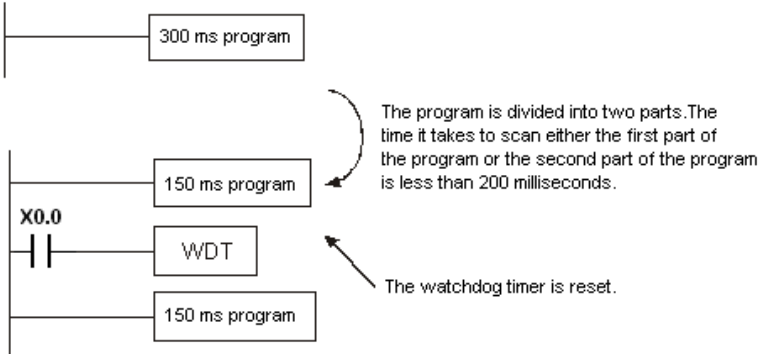 300 ms program
The program is divided into two parts.The
time it takes to scan either the first part of
the program or the second part of the program
is less than 200 milliseconds.
150 ms program
X0.0
WDT
The watchdog timer is reset.
150 ms program